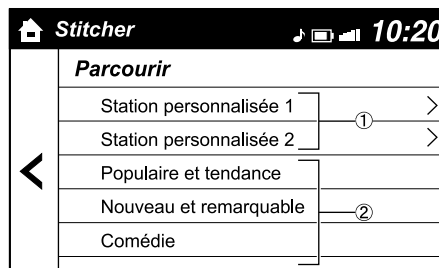 Stitcher 10:20
Parcourir
Station personnalisée 1
①
Station personnalisée 2
Populaire et tendance
Nouveau et remarquable
②
Comédie